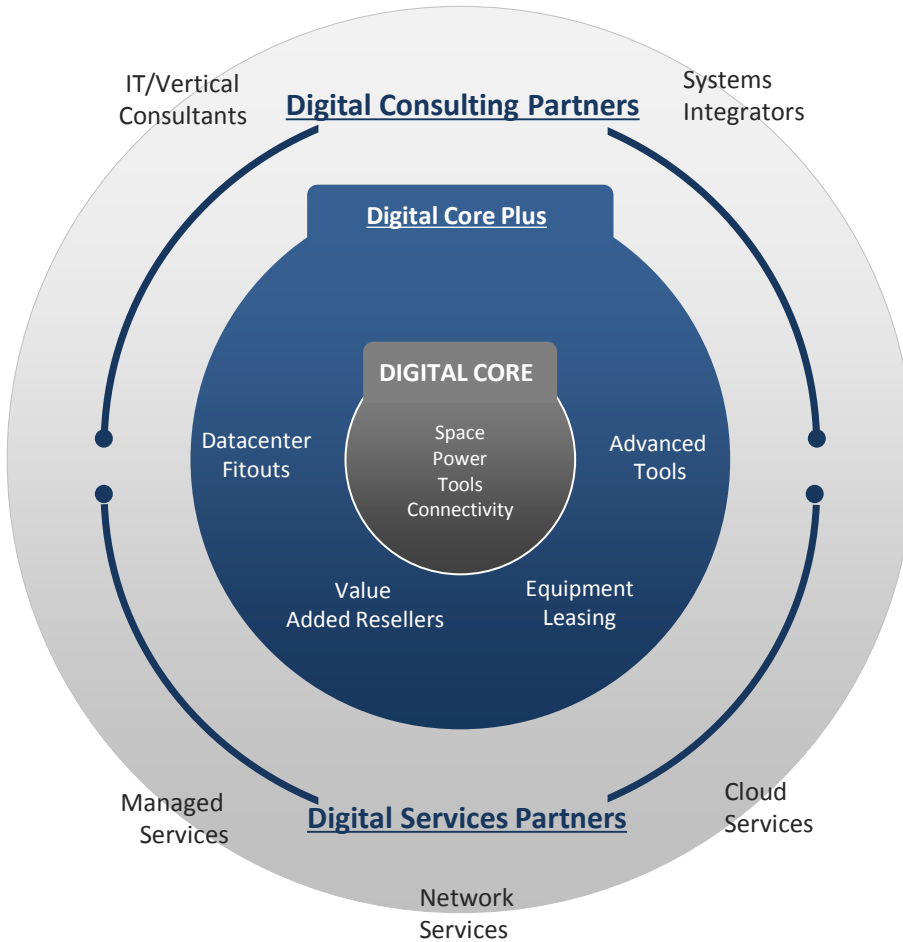 IT/Vertical
Consultants
Digital Consulting Partners
Systems
Integrators
Digital Core Plus
DIGITAL CORE
Space
Power
Tools
Connectivity
Datacenter
Fitouts
Advanced
Tools
Value
Added Resellers
Equipment
Leasing
Managed
Services
Digital Services Partners
Cloud
Services
Network
Services